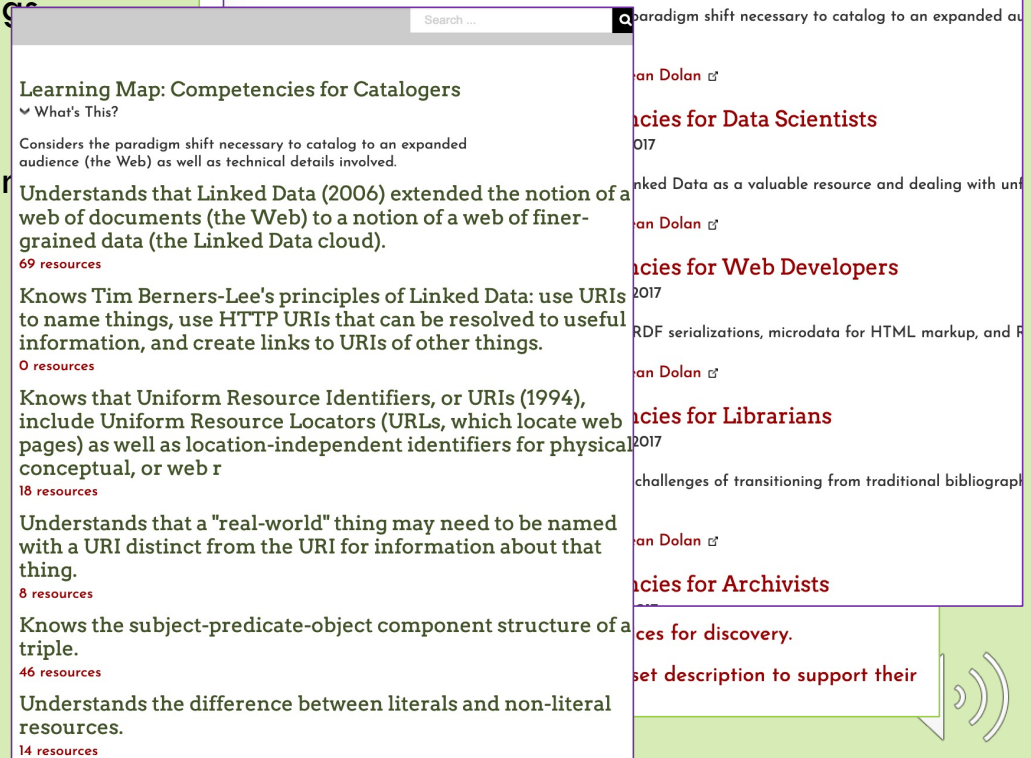 gs
Search ...
Learning Map: Competencies for Catalogers
What's This?
Considers the paradigm shift necessary to catalog to an expanded
audience (the Web) as well as technical details involved.
Understands that Linked Data (2006) extended the notion of a
web of documents (the Web) to a notion of a web of finer-
grained data (the Linked Data cloud).
69 resources
Knows Tim Berners-Lee's principles of Linked Data: use URIs
to name things, use HTTP URIs that can be resolved to useful
information, and create links to URIs of other things.
0 resources
Knows that Uniform Resource Identifiers, or URIs (1994),
include Uniform Resource Locators (URLs, which locate web
pages) as well as location-independent identifiers for physical
conceptual, or web r
18 resources
Understands that a "real-world" thing may need to be named
with a URI distinct from the URI for information about that
thing.
8 resources
Knows the subject-predicate-object component structure of a
triple.
46 resources
Understands the difference between literals and non-literal
resources.
14 resources
paradigm shift necessary to catalog to an expanded au
ean Dolan
ncies for Data Scientists
017
nked Data as a valuable resource and dealing with unf
ean Dolan
ncies for Web Developers
2017
RDF serializations, microdata for HTML markup, and R
ean Dolan
ncies for Librarians
2017
challenges of transitioning from traditional bibliograph
ean Dolan
ncies for Archivists
ces for discovery.
set description to support their